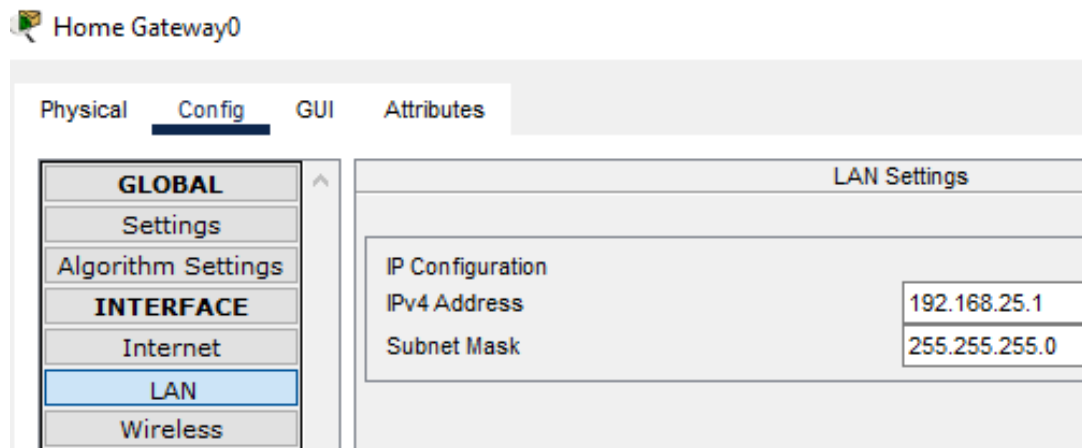 Home Gateway0
Physical Config GUI Attributes
GLOBAL
Settings
Algorithm Settings
INTERFACE
Internet
LAN
Wireless
LAN Settings
IP Configuration
IPv4 Address 192.168.25.1
Subnet Mask 255.255.255.0